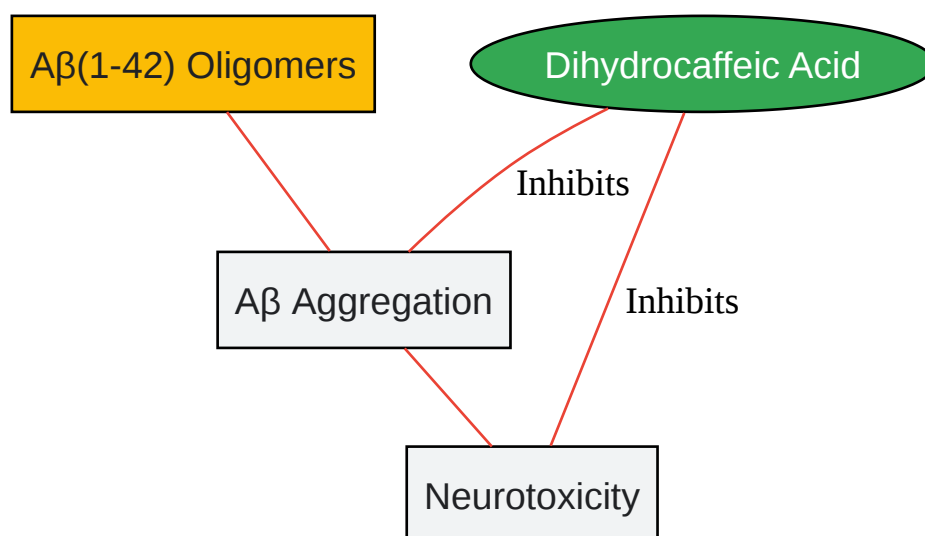 Aβ(1-42) Oligomers
Dihydrocaffeic Acid
Inhibits
Aβ Aggregation
Inhibits
Neurotoxicity